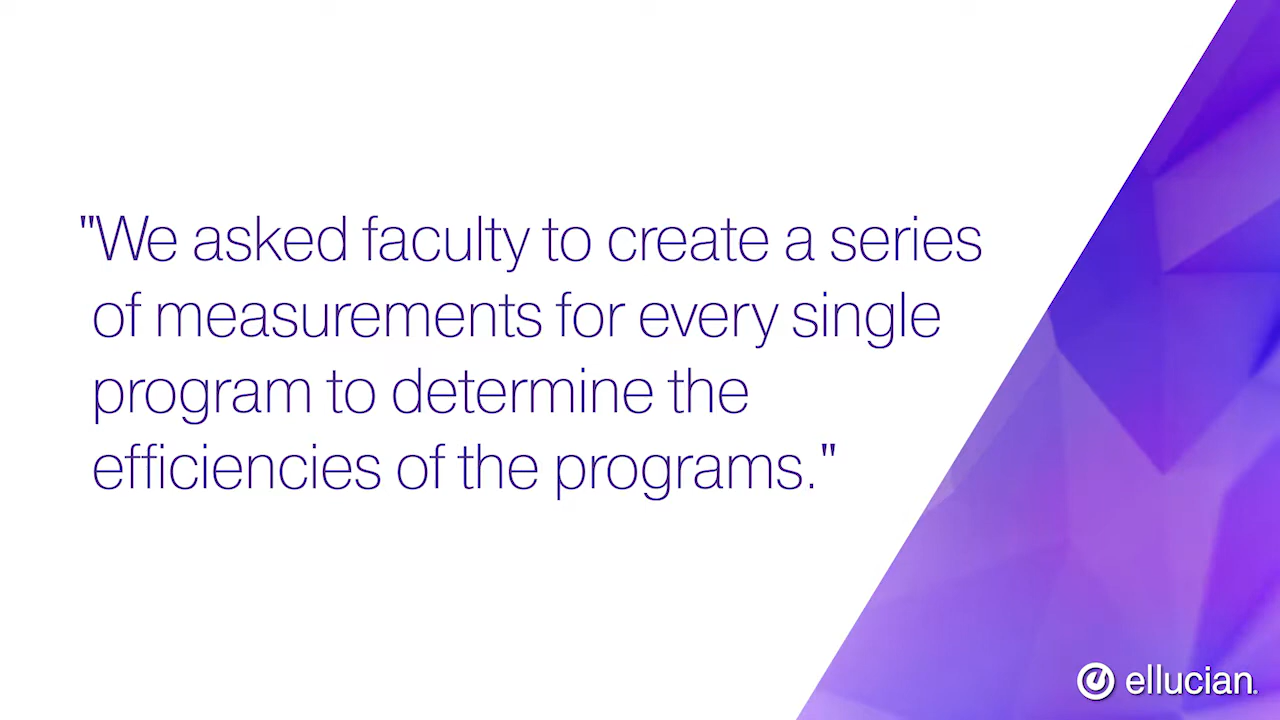 "We asked faculty to create a series
of measurements for every single
program to determine the
efficiencies of the programs."
ellucian.